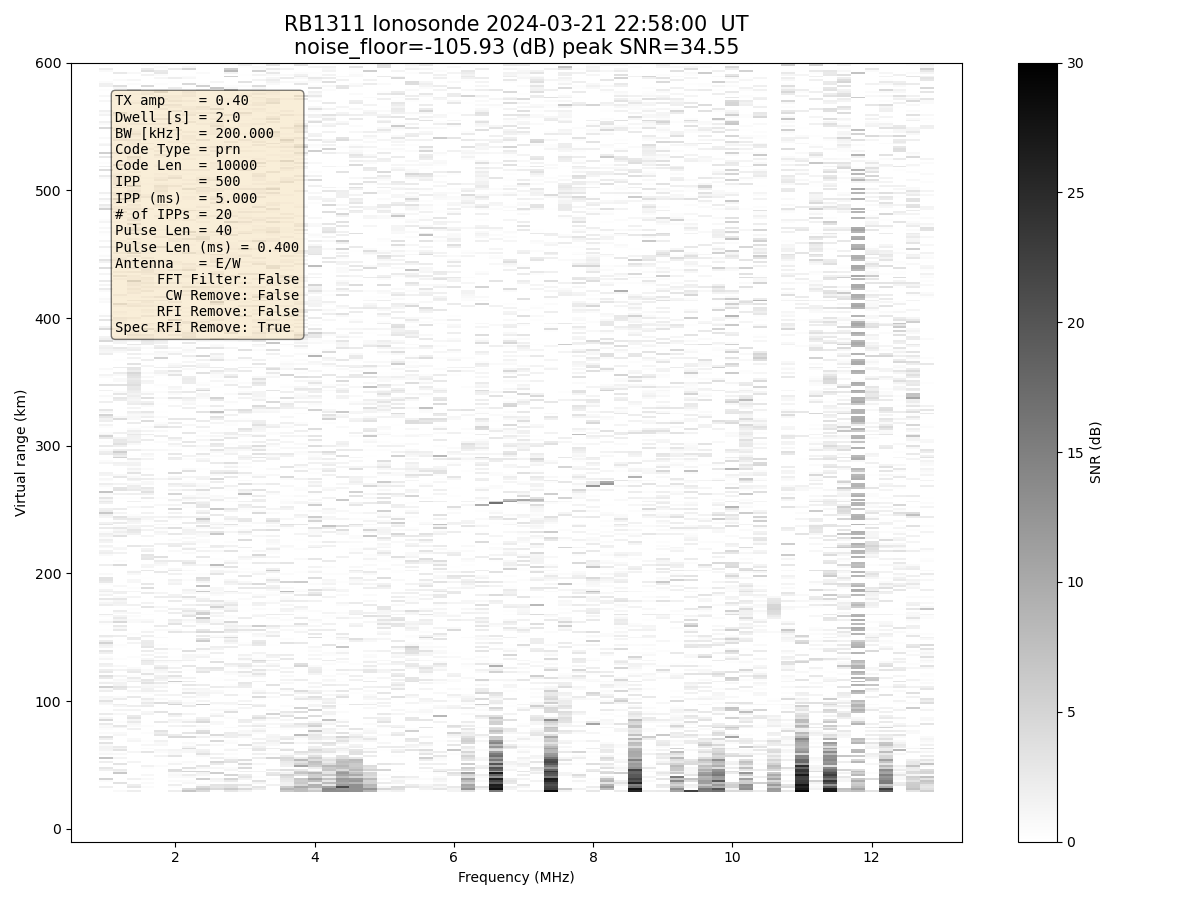 RB1311 Ionosonde 2024-03-21 22:58:00  UT
noise_floor=-105.93 (dB) peak SNR=34.55
TX amp    = 0.40
Dwell [s] = 2.0
BW [kHz]  = 200.000
Code Type = prn
Code Len  = 10000
IPP       = 500
IPP (ms)  = 5.000
# of IPPs = 20
Pulse Len = 40
Pulse Len (ms) = 0.400
Antenna   = E/W
FFT Filter: False
CW Remove: False
RFI Remove: False
Spec RFI Remove: True
Virtual range (km)
600
500
400
300
200
100
0
2 4 6 8 10 12
Frequency (MHz)
30
25
20
15
10
5
0
SNR (dB)